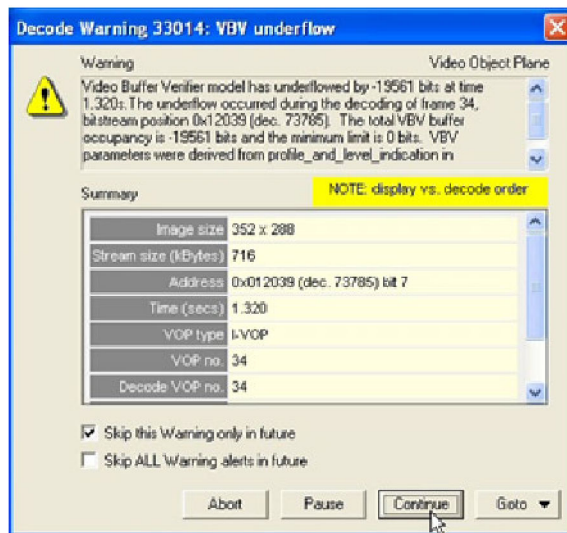 Decode Warning 33014: VBV underflow
Warning Video Object Plane
Video Buffer Verifier model has underflowed by -19561 bits at time
1.320s. The underflow occurred during the decoding of frame 34,
bitstream position 0x12039 (dec. 73785). The total VBV buffer
occupancy is -19561 bits and the minimum limit is 0 bits. VBV
parameters were derived from profile_and_level_indication in
Summary NOTE: display vs. decode order
Image size 352 x 288
Stream size (kBytes) 716
Address 0x012039 (dec. 73785) bit 7
Time (secs) 1.320
VOP type I-VOP
VOP no. 34
Decode VOP no. 34
Skip this Warning only in future
Skip ALL Warning alerts in future
Abort Pause Continue Goto